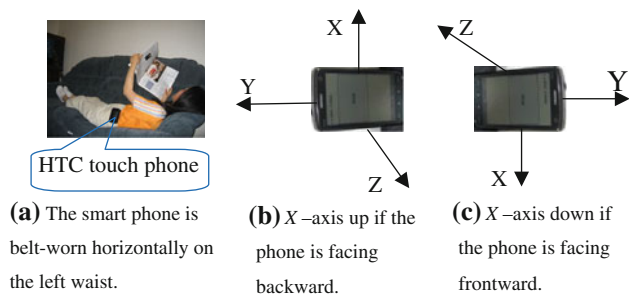 HTC touch phone
X
Y
Z
Z
Y
X
(a) The smart phone is
belt-worn horizontally on
the left waist.
(b) X –axis up if the
phone is facing
backward.
(c) X –axis down if
the phone is facing
frontward.